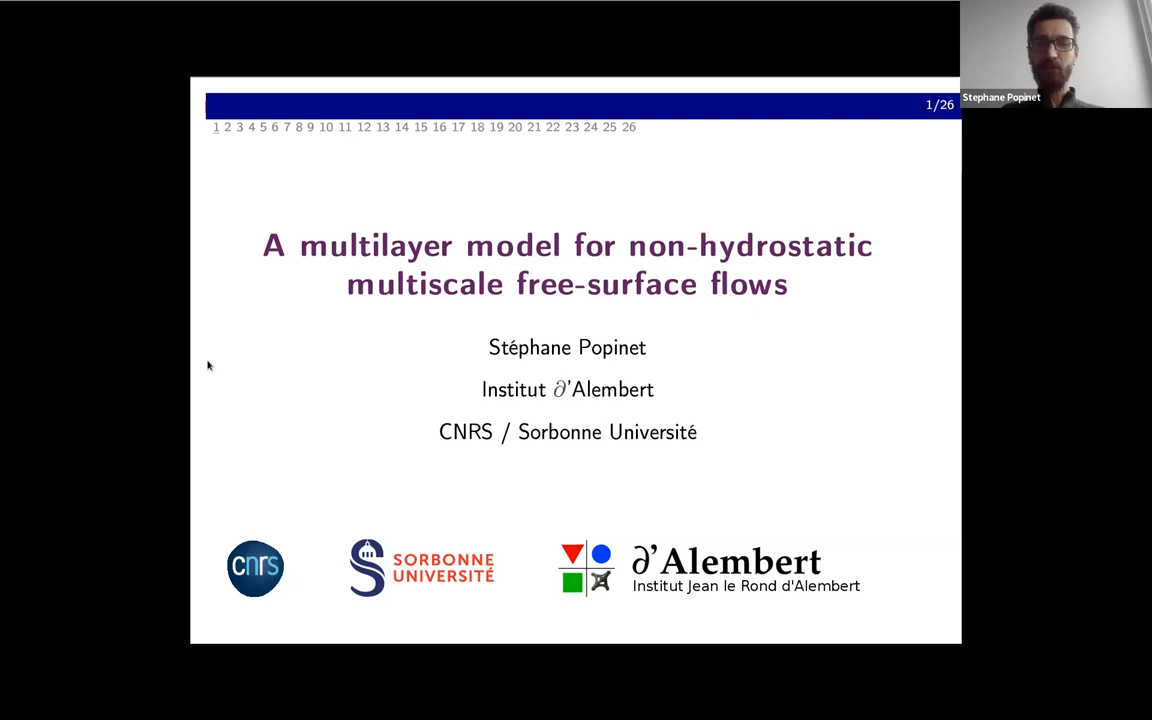 Stephane Popinet
1/26
1 2 3 4 5 6 7 8 9 10 11 12 13 14 15 16 17 18 19 20 21 22 23 24 25 26
A multilayer model for non-hydrostatic
multiscale free-surface flows
Stéphane Popinet
Institut ∂'Alembert
CNRS / Sorbonne Université
cnrs
SORBONNE
UNIVERSITÉ
∂'Alembert
Institut Jean le Rond d'Alembert